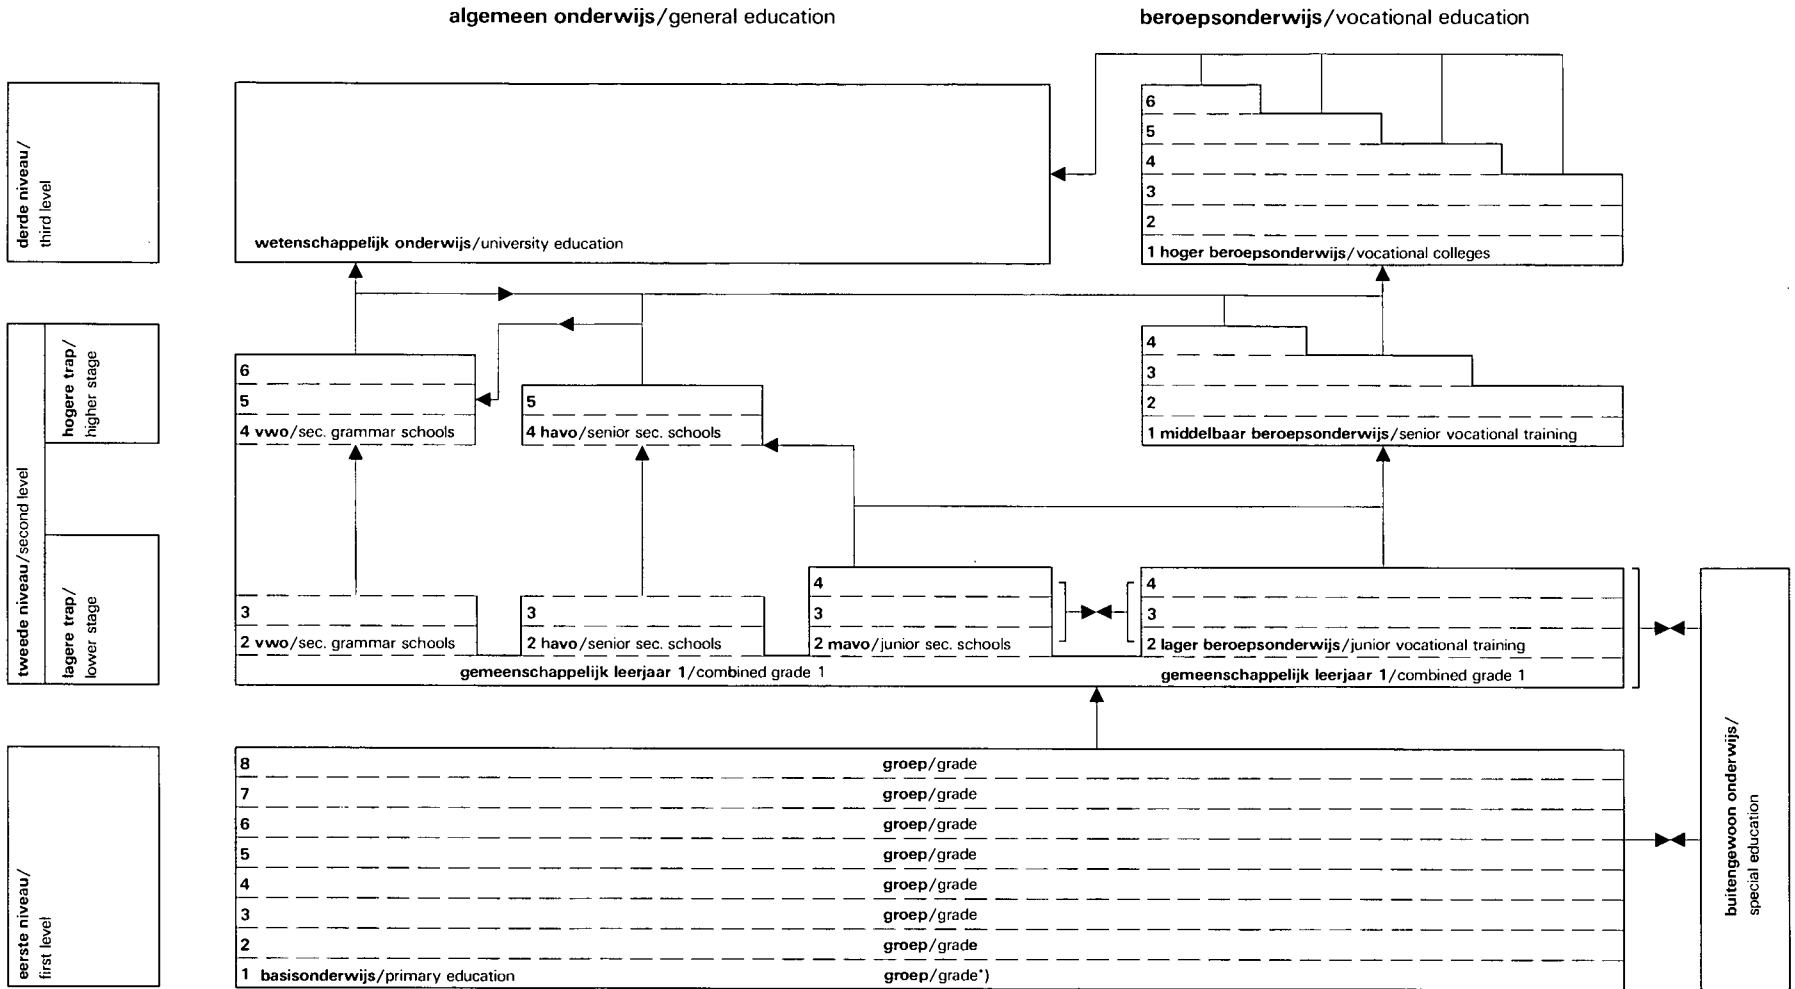 algemeen onderwijs/general education
beroepsonderwijs/vocational education
derde niveau/
third level
wetenschappelijk onderwijs/university education
6
5
4
3
2
1 hoger beroepsonderwijs/vocational colleges
tweede niveau/second level
hogere trap/
higher stage
6
5
4 vwo/sec. grammar schools
5
4 havo/senior sec. schools
4
3
2
1 middelbaar beroepsonderwijs/senior vocational training
lagere trap/
lower stage
3
2 vwo/sec. grammar schools
3
2 havo/senior sec. schools
4
3
2 mavo/junior sec. schools
4
3
2 lager beroepsonderwijs/junior vocational training
gemeenschappelijk leerjaar 1/combined grade 1
gemeenschappelijk leerjaar 1/combined grade 1
eerste niveau/
first level
8 groep/grade
7 groep/grade
6 groep/grade
5 groep/grade
4 groep/grade
3 groep/grade
2 groep/grade
1 basisonderwijs/primary education groep/grade*)
buitengewoon onderwijs/
special education